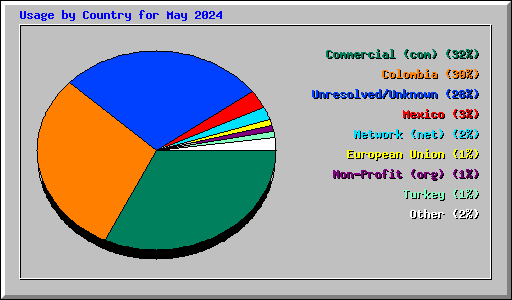 Usage by Country for May 2024
Commercial (com) (32%)
Colombia (30%)
Unresolved/Unknown (28%)
Mexico (3%)
Network (net) (2%)
European Union (1%)
Non-Profit (org) (1%)
Turkey (1%)
Other (2%)